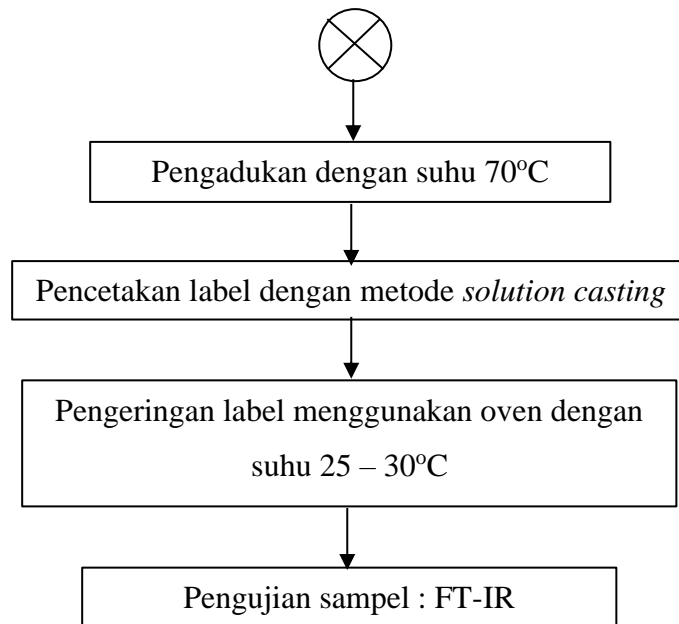 Pengadukan dengan suhu 70°C
Pencetakan label dengan metode solution casting
Pengeringan label menggunakan oven dengan
suhu 25 – 30°C
Pengujian sampel : FT-IR